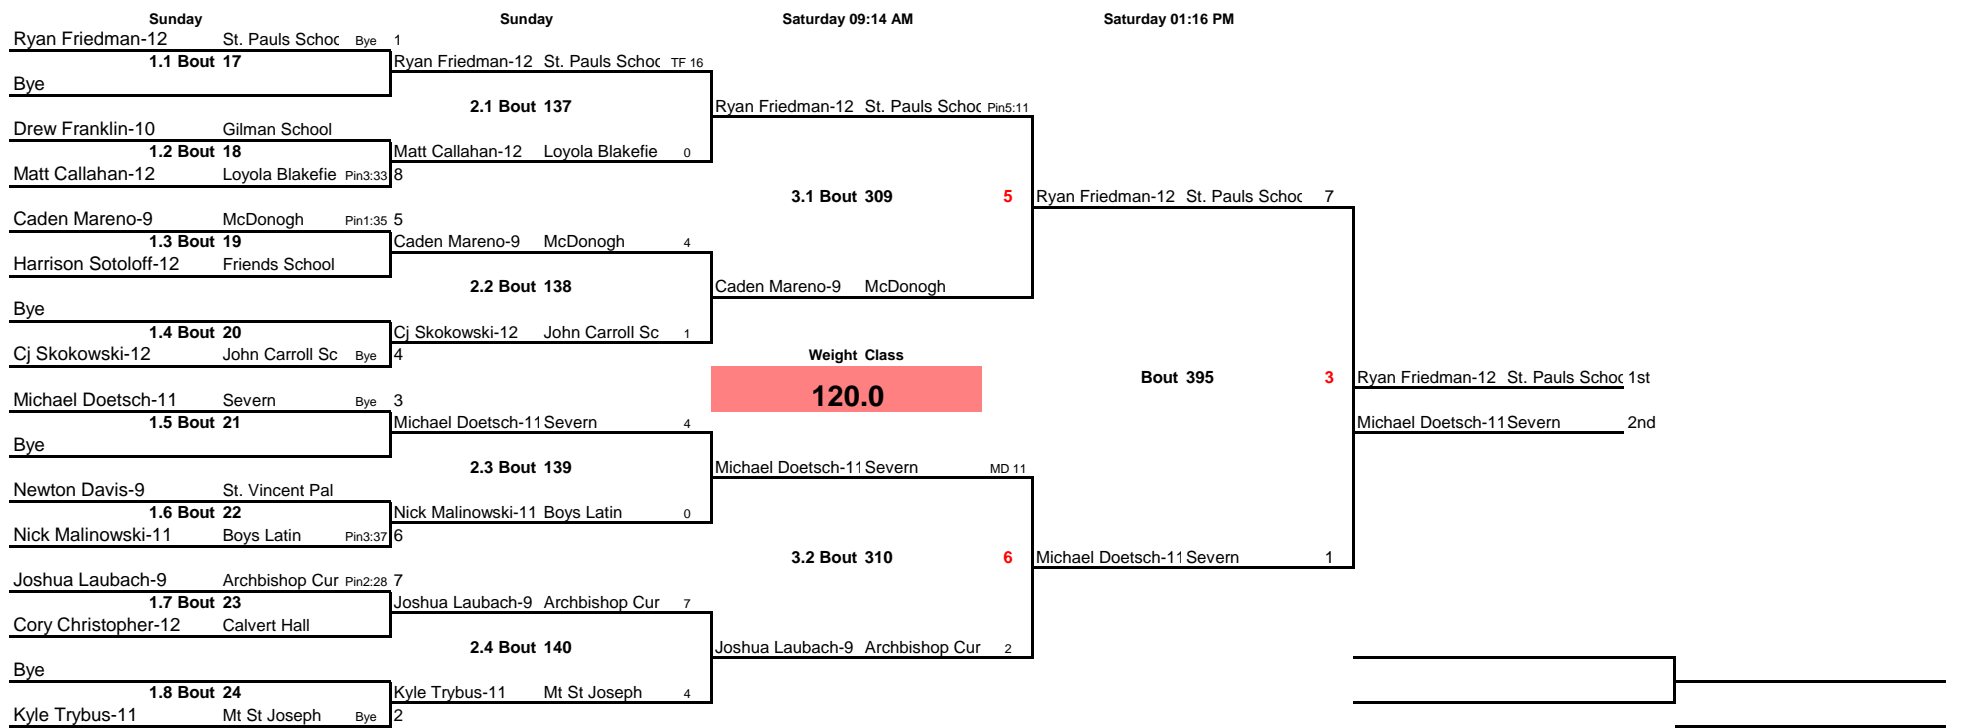 Sunday Sunday Saturday 09:14 AM Saturday 01:16 PM
Ryan Friedman-12 St. Pauls Schoc Bye 1
1.1 Bout 17 Ryan Friedman-12 St. Pauls Schoc TF 16
Bye
2.1 Bout 137 Ryan Friedman-12 St. Pauls Schoc Pin5:11
Drew Franklin-10 Gilman School
1.2 Bout 18 Matt Callahan-12 Loyola Blakefie 0
Matt Callahan-12 Loyola Blakefie Pin3:33 8
3.1 Bout 309 5 Ryan Friedman-12 St. Pauls Schoc 7
Caden Mareno-9 McDonogh Pin1:35 5
1.3 Bout 19 Caden Mareno-9 McDonogh 4
Harrison Sotoloff-12 Friends School
2.2 Bout 138 Caden Mareno-9 McDonogh
Bye
1.4 Bout 20 Cj Skokowski-12 John Carroll Sc 1
Cj Skokowski-12 John Carroll Sc Bye 4 Weight Class
Bout 395 3 Ryan Friedman-12 St. Pauls Schoc 1st
Michael Doetsch-11 Severn Bye 3 120.0
1.5 Bout 21 Michael Doetsch-11 Severn 4 Michael Doetsch-11 Severn 2nd
Bye
2.3 Bout 139 Michael Doetsch-11 Severn MD 11
Newton Davis-9 St. Vincent Pal
1.6 Bout 22 Nick Malinowski-11 Boys Latin 0
Nick Malinowski-11 Boys Latin Pin3:37 6
3.2 Bout 310 6 Michael Doetsch-11 Severn 1
Joshua Laubach-9 Archbishop Cur Pin2:28 7
1.7 Bout 23 Joshua Laubach-9 Archbishop Cur 7
Cory Christopher-12 Calvert Hall
2.4 Bout 140 Joshua Laubach-9 Archbishop Cur 2
Bye
1.8 Bout 24 Kyle Trybus-11 Mt St Joseph 4
Kyle Trybus-11 Mt St Joseph Bye 2